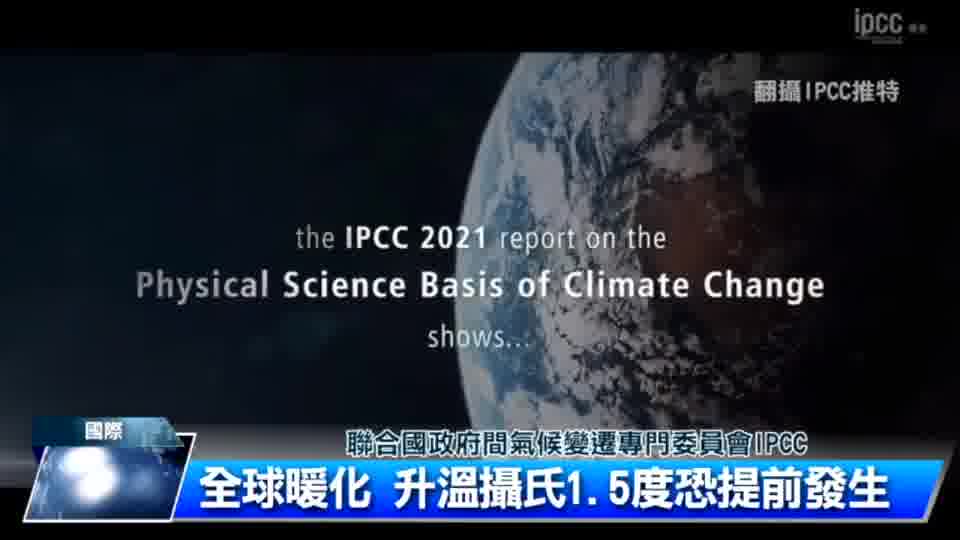 ipcc
翻攝IPCC推特
the IPCC 2021 report on the
Physical Science Basis of Climate Change
shows...
國際
聯合國政府間氣候變遷專門委員會IPCC
全球暖化 升溫攝氏1.5度恐提前發生